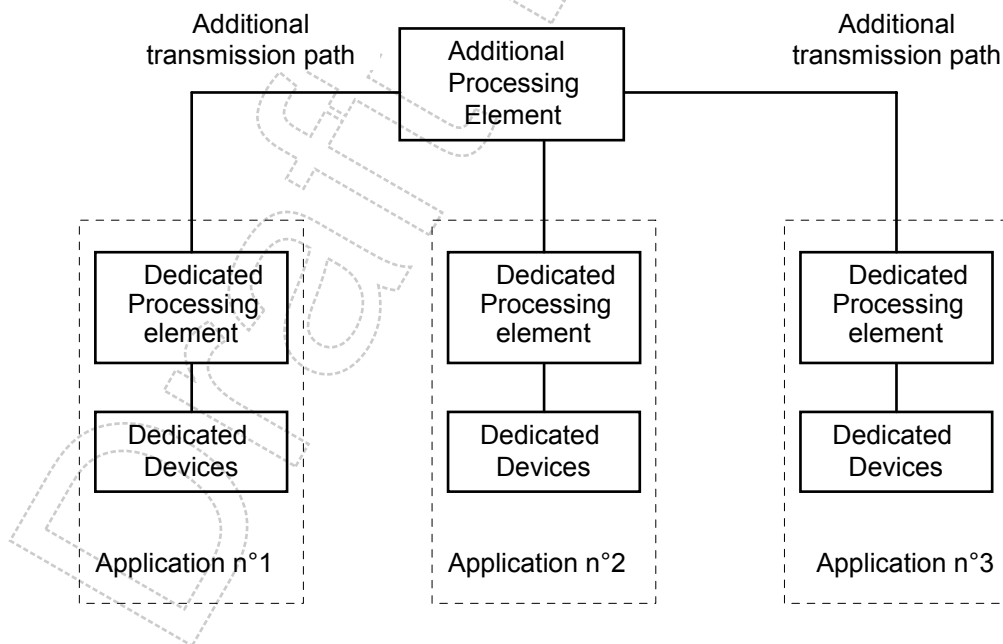 Additional
transmission path
Additional
Processing
Element
Additional
transmission path
Dedicated
Processing
element
Dedicated
Processing
element
Dedicated
Processing
element
Dedicated
Devices
Dedicated
Devices
Dedicated
Devices
Application n°1
Application n°2
Application n°3
Draft